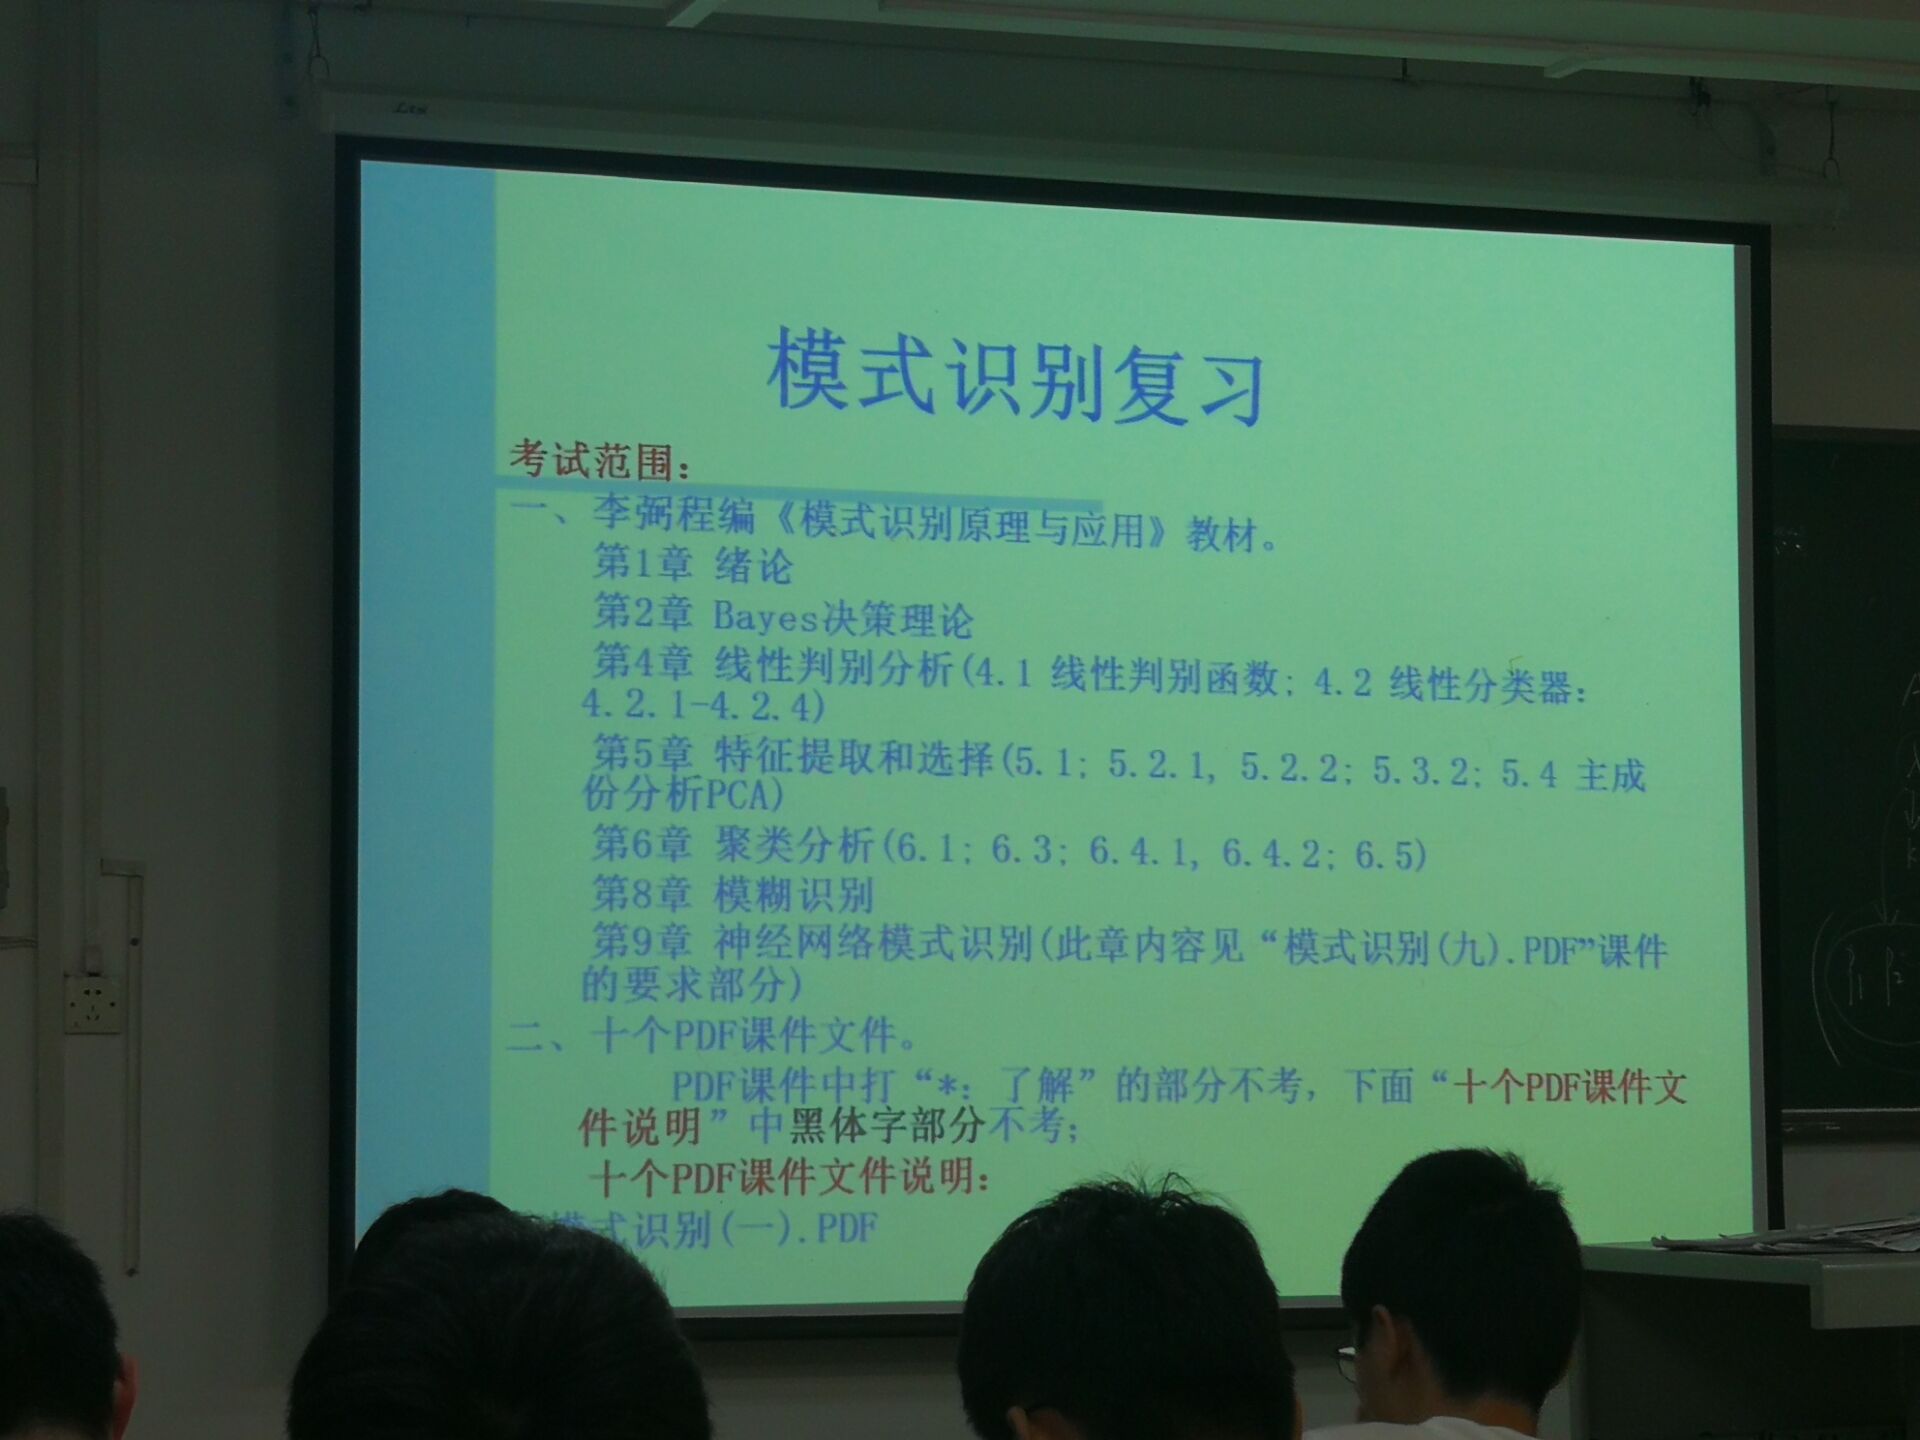 模式识别复习
考试范围：
一、李弼程编《模式识别原理与应用》教材。
第1章 绪论
第2章 Bayes决策理论
第4章 线性判别分析(4.1 线性判别函数; 4.2 线性分类器：
4.2.1-4.2.4)
第5章 特征提取和选择(5.1; 5.2.1, 5.2.2; 5.3.2; 5.4 主成
份分析PCA)
第6章 聚类分析(6.1; 6.3; 6.4.1, 6.4.2; 6.5)
第8章 模糊识别
第9章 神经网络模式识别(此章内容见“模式识别(九).PDF”课件
的要求部分)
二、十个PDF课件文件。
PDF课件中打“*：了解”的部分不考, 下面“十个PDF课件文
件说明”中黑体字部分不考;
十个PDF课件文件说明：
模式识别(一).PDF